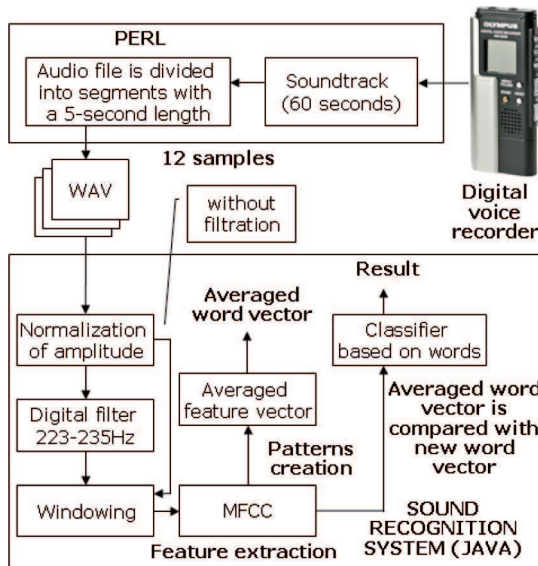 PERL
Audio file is divided
into segments with
a 5-second length
Soundtrack
(60 seconds)
OLYMPUS
12 samples
WAV
without
filtration
Digital
voice
recorder
Result
Averaged
word vector
Normalization
of amplitude
Classifier
based on words
Averaged
feature vector
Digital filter
223-235Hz
Averaged word
vector is
compared with
new word
vector
Patterns
creation
Windowing
MFCC
Feature extraction
SOUND
RECOGNITION
SYSTEM (JAVA)